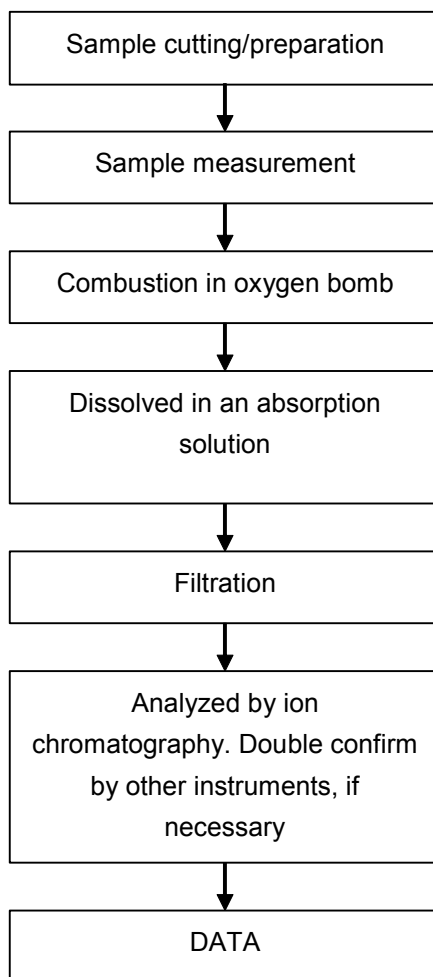 Sample cutting/preparation
Sample measurement
Combustion in oxygen bomb
Dissolved in an absorption
solution
Filtration
Analyzed by ion
chromatography. Double confirm
by other instruments, if
necessary
DATA